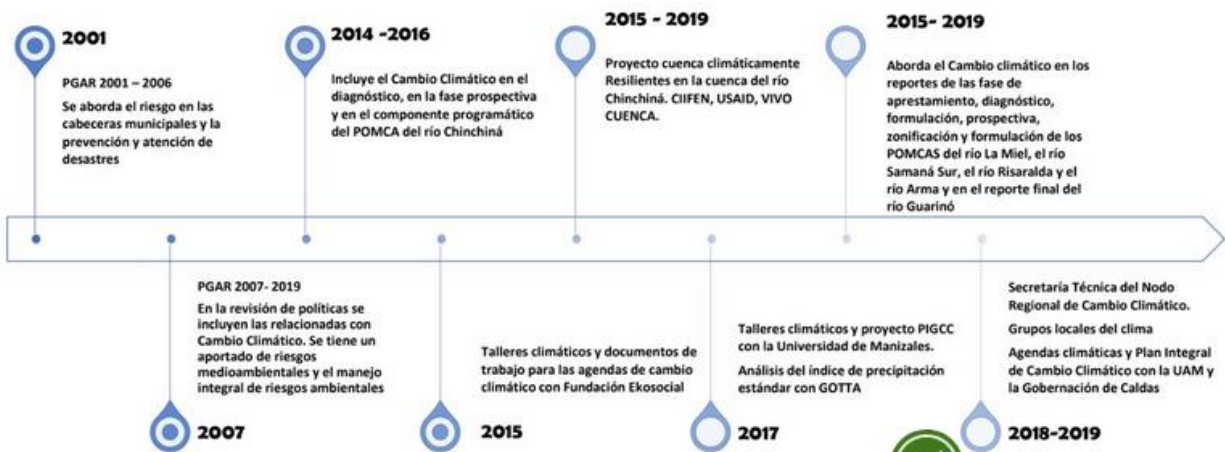 2001
PGAR 2001 – 2006
Se aborda el riesgo en las
cabeceras municipales y la
prevención y atención de
desastres
2014 -2016
Incluye el Cambio Climático en el
diagnóstico, en la fase prospectiva
y en el componente programático
del POMCA del río Chinchiná
2015 - 2019
Proyecto cuenca climáticamente
Resilientes en la cuenca del río
Chinchiná. CIIFEN, USAID, VIVO
CUENCA.
2015- 2019
Aborda el Cambio climático en los
reportes de las fase de
aprestamiento, diagnóstico,
formulación, prospectiva,
zonificación y formulación de los
POMCAS del río La Miel, el río
Samaná Sur, el río Risaralda y el
río Arma y en el reporte final del
río Guarinó
PGAR 2007- 2019
En la revisión de políticas se
incluyen las relacionadas con
Cambio Climático. Se tiene un
aportado de riesgos
medioambientales y el manejo
integral de riesgos ambientales
2007
Talleres climáticos y documentos de
trabajo para las agendas de cambio
climático con Fundación Ekosocial
2015
Talleres climáticos y proyecto PIGCC
con la Universidad de Manizales.
Análisis del índice de precipitación
estándar con GOTTA
2017
Secretaría Técnica del Nodo
Regional de Cambio Climático.
Grupos locales del clima
Agendas climáticas y Plan Integral
de Cambio Climático con la UAM y
la Gobernación de Caldas
2018-2019